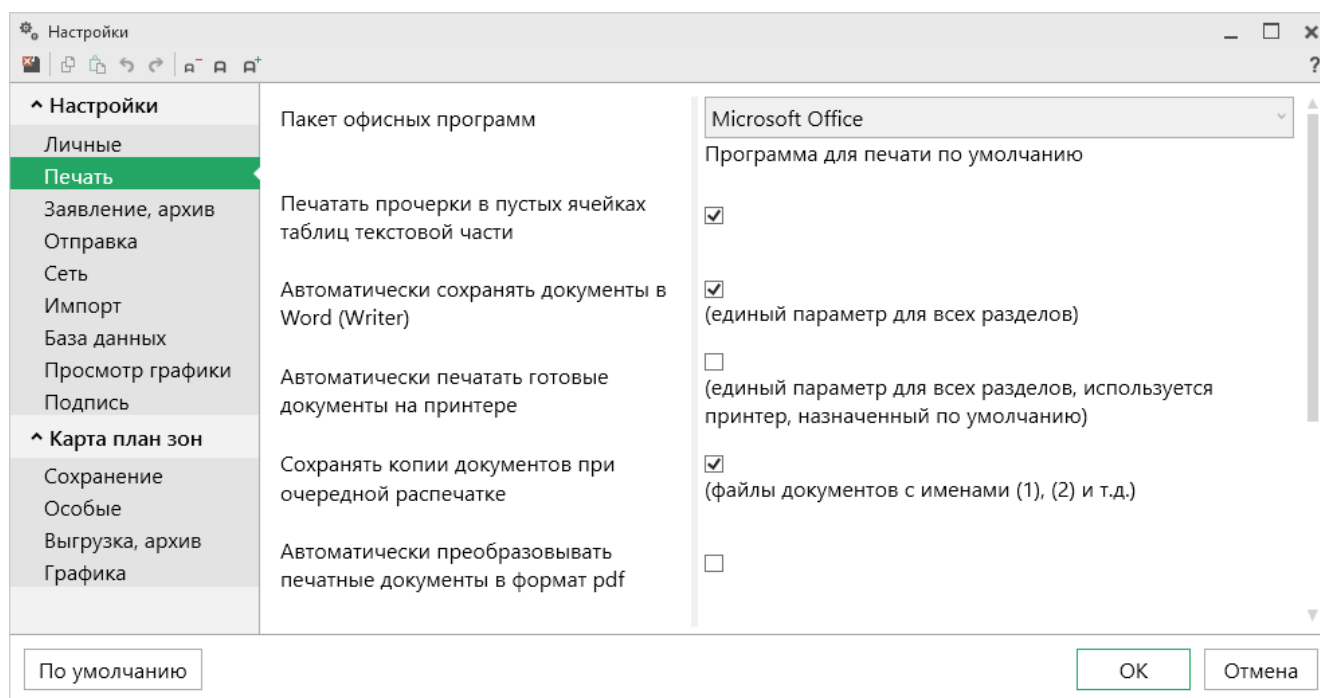 Настройки
?
Настройки
Личные
Печать
Заявление, архив
Отправка
Сеть
Импорт
База данных
Просмотр графики
Подпись
Карта план зон
Сохранение
Особые
Выгрузка, архив
Графика
Пакет офисных программ
Microsoft Office
Программа для печати по умолчанию
Печатать прочерки в пустых ячейках
таблиц текстовой части
Автоматически сохранять документы в
Word (Writer)
(единый параметр для всех разделов)
Автоматически печатать готовые
документы на принтере
(единый параметр для всех разделов, используется
принтер, назначенный по умолчанию)
Сохранять копии документов при
очередной распечатке
(файлы документов с именами (1), (2) и т.д.)
Автоматически преобразовывать
печатные документы в формат pdf
По умолчанию
ОК
Отмена